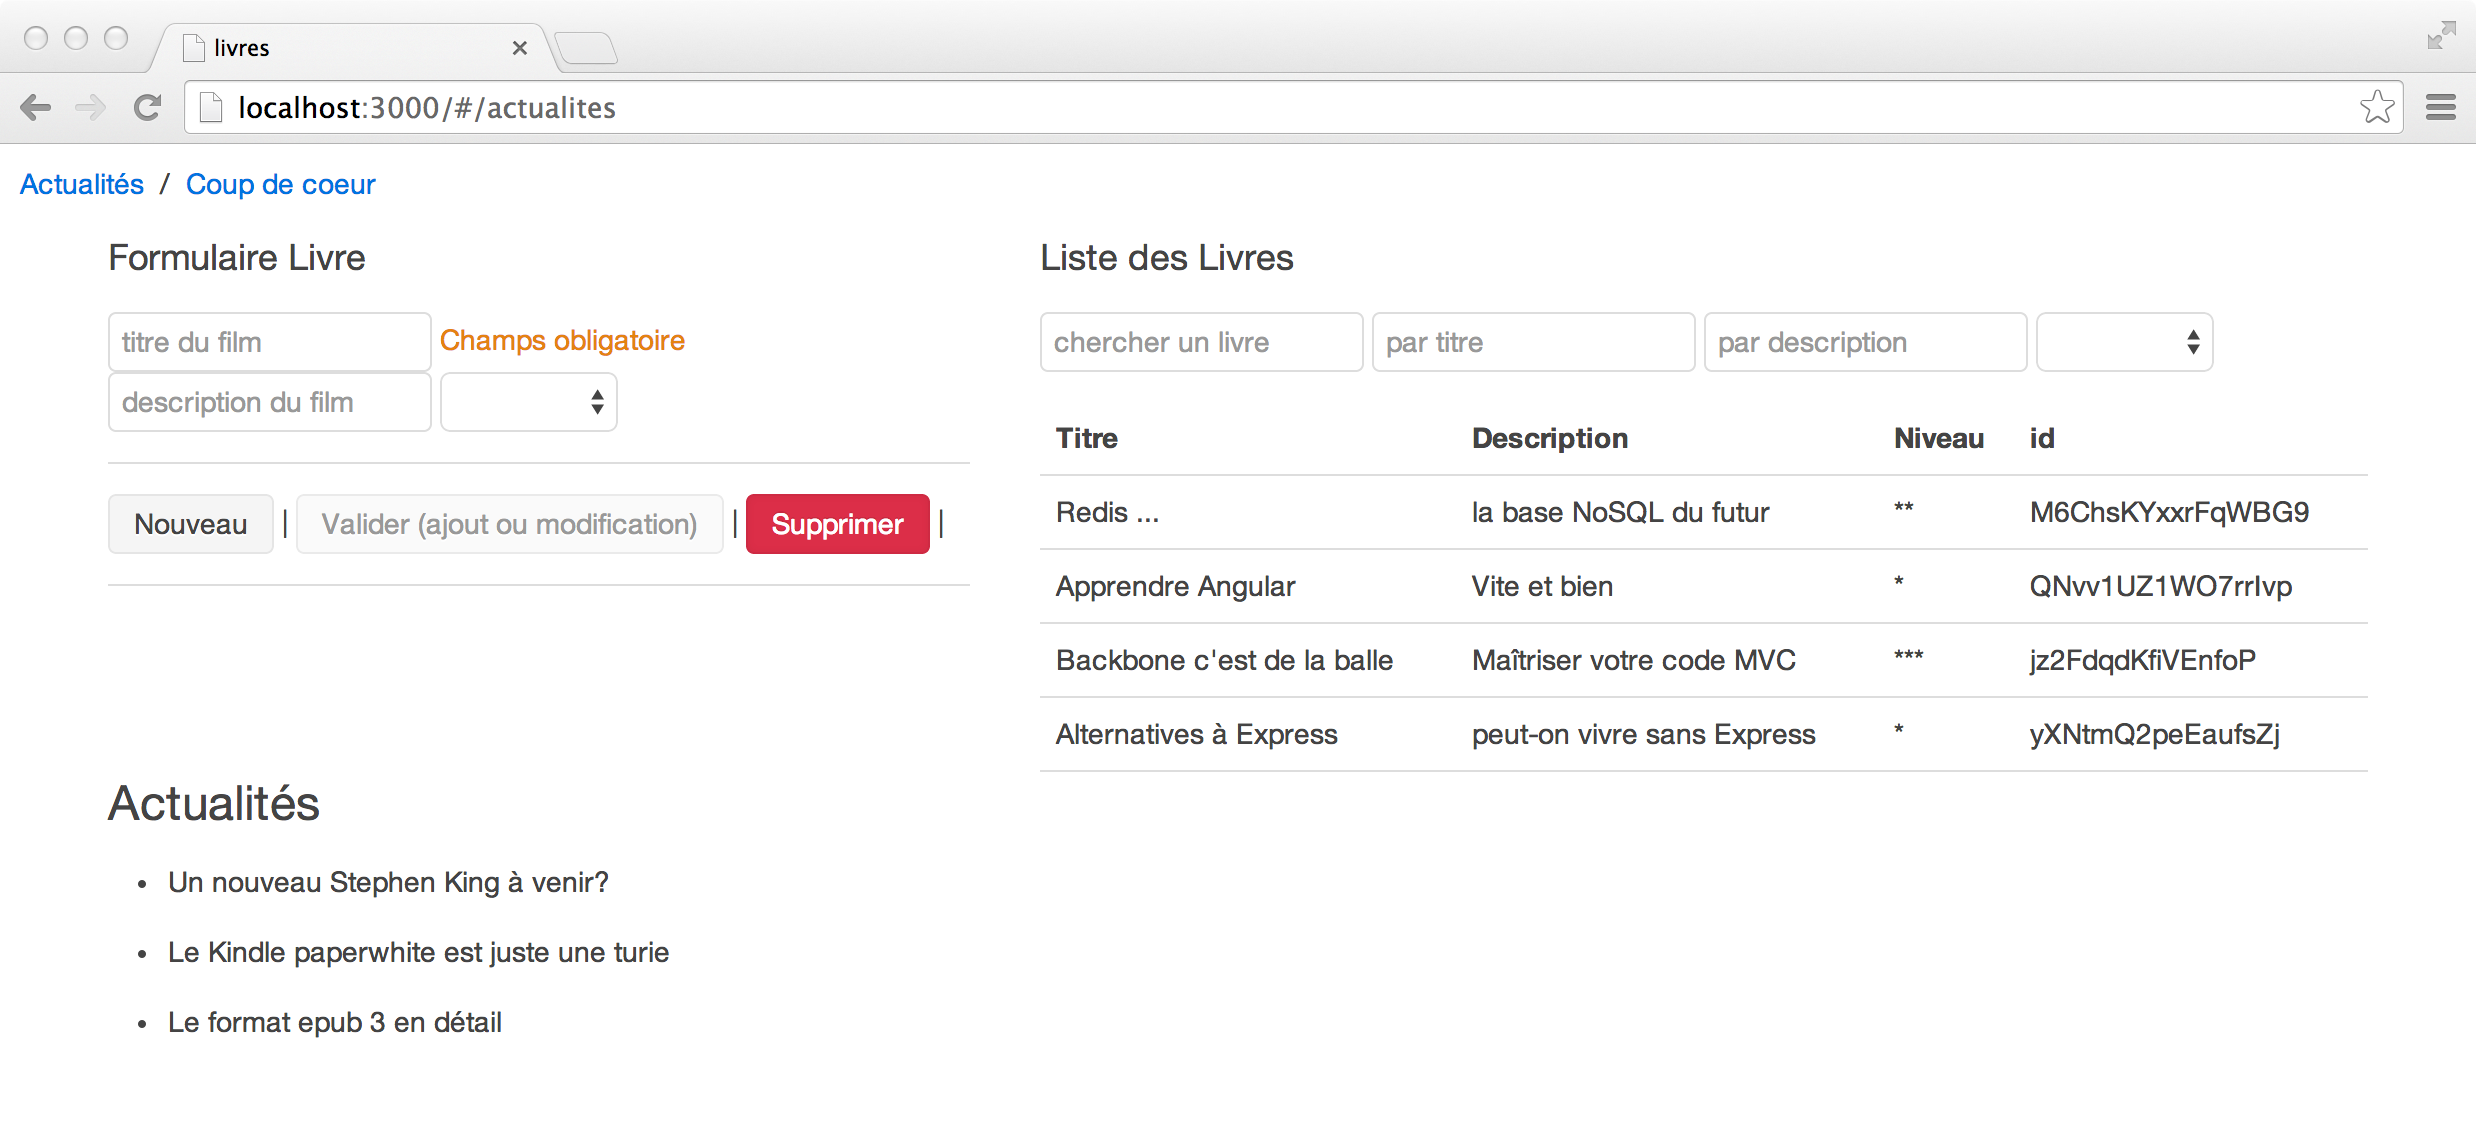 livres
localhost:3000/#/actualites
Actualités / Coup de coeur
Formulaire Livre
titre du film Champs obligatoire
description du film
Nouveau | Valider (ajout ou modification) | Supprimer |
Liste des Livres
chercher un livre par titre par description
Titre Description Niveau id
Redis ... la base NoSQL du futur ** M6ChsKYxxrFqWBG9
Apprendre Angular Vite et bien * QNvv1UZ1WO7rrIvp
Backbone c'est de la balle Maîtriser votre code MVC *** jz2FdqdKfiVEnfoP
Alternatives à Express peut-on vivre sans Express * yXNtmQ2peEaufsZj
Actualités
• Un nouveau Stephen King à venir?
• Le Kindle paperwhite est juste une turie
• Le format epub 3 en détail